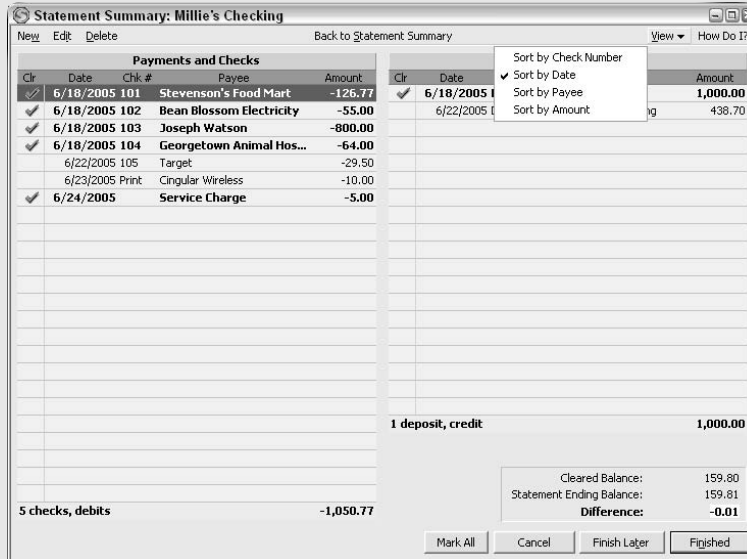 Statement Summary: Millie's Checking
New Edit Delete Back to Statement Summary View How Do I?
Sort by Check Number
Sort by Date
Sort by Payee
Sort by Amount
Payments and Checks
Clr Date Chk # Payee Amount
6/18/2005 101 Stevenson's Food Mart -126.77
6/18/2005 102 Bean Blossom Electricity -55.00
6/18/2005 103 Joseph Watson -800.00
6/18/2005 104 Georgetown Animal Hos... -64.00
6/22/2005 105 Target -29.50
6/23/2005 Print Cingular Wireless -10.00
6/24/2005 Service Charge -5.00
5 checks, debits -1,050.77
Clr Date Amount
6/18/2005 1,000.00
6/22/2005 438.70
1 deposit, credit 1,000.00
Cleared Balance: 159.80
Statement Ending Balance: 159.81
Difference: -0.01
Mark All Cancel Finish Later Finished